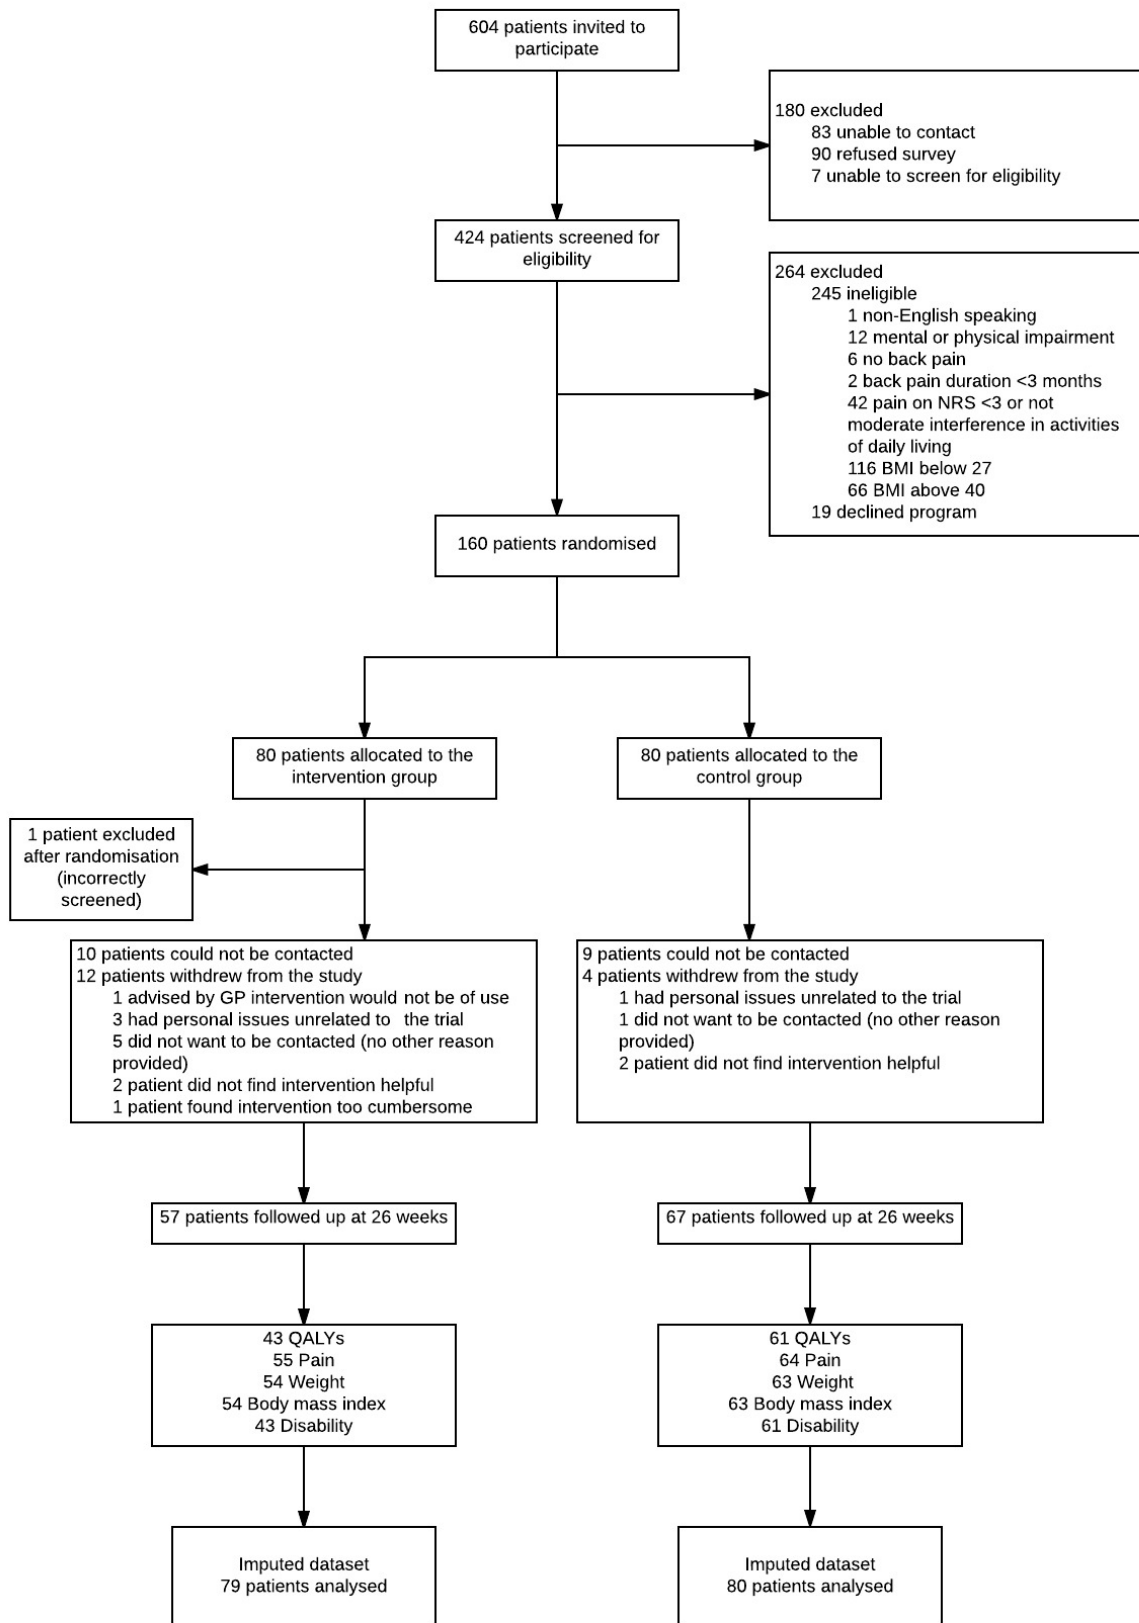 604 patients invited to
participate
180 excluded
83 unable to contact
90 refused survey
7 unable to screen for eligibility
424 patients screened for
eligibility
264 excluded
245 ineligible
1 non-English speaking
12 mental or physical impairment
6 no back pain
2 back pain duration <3 months
42 pain on NRS <3 or not
moderate interference in activities
of daily living
116 BMI below 27
66 BMI above 40
19 declined program
160 patients randomised
80 patients allocated to the
intervention group
80 patients allocated to the
control group
1 patient excluded
after randomisation
(incorrectly
screened)
10 patients could not be contacted
12 patients withdrew from the study
1 advised by GP intervention would not be of use
3 had personal issues unrelated to the trial
5 did not want to be contacted (no other reason
provided)
2 patient did not find intervention helpful
1 patient found intervention too cumbersome
9 patients could not be contacted
4 patients withdrew from the study
1 had personal issues unrelated to the trial
1 did not want to be contacted (no other reason
provided)
2 patient did not find intervention helpful
57 patients followed up at 26 weeks
67 patients followed up at 26 weeks
43 QALYs
55 Pain
54 Weight
54 Body mass index
43 Disability
61 QALYs
64 Pain
63 Weight
63 Body mass index
61 Disability
Imputed dataset
79 patients analysed
Imputed dataset
80 patients analysed